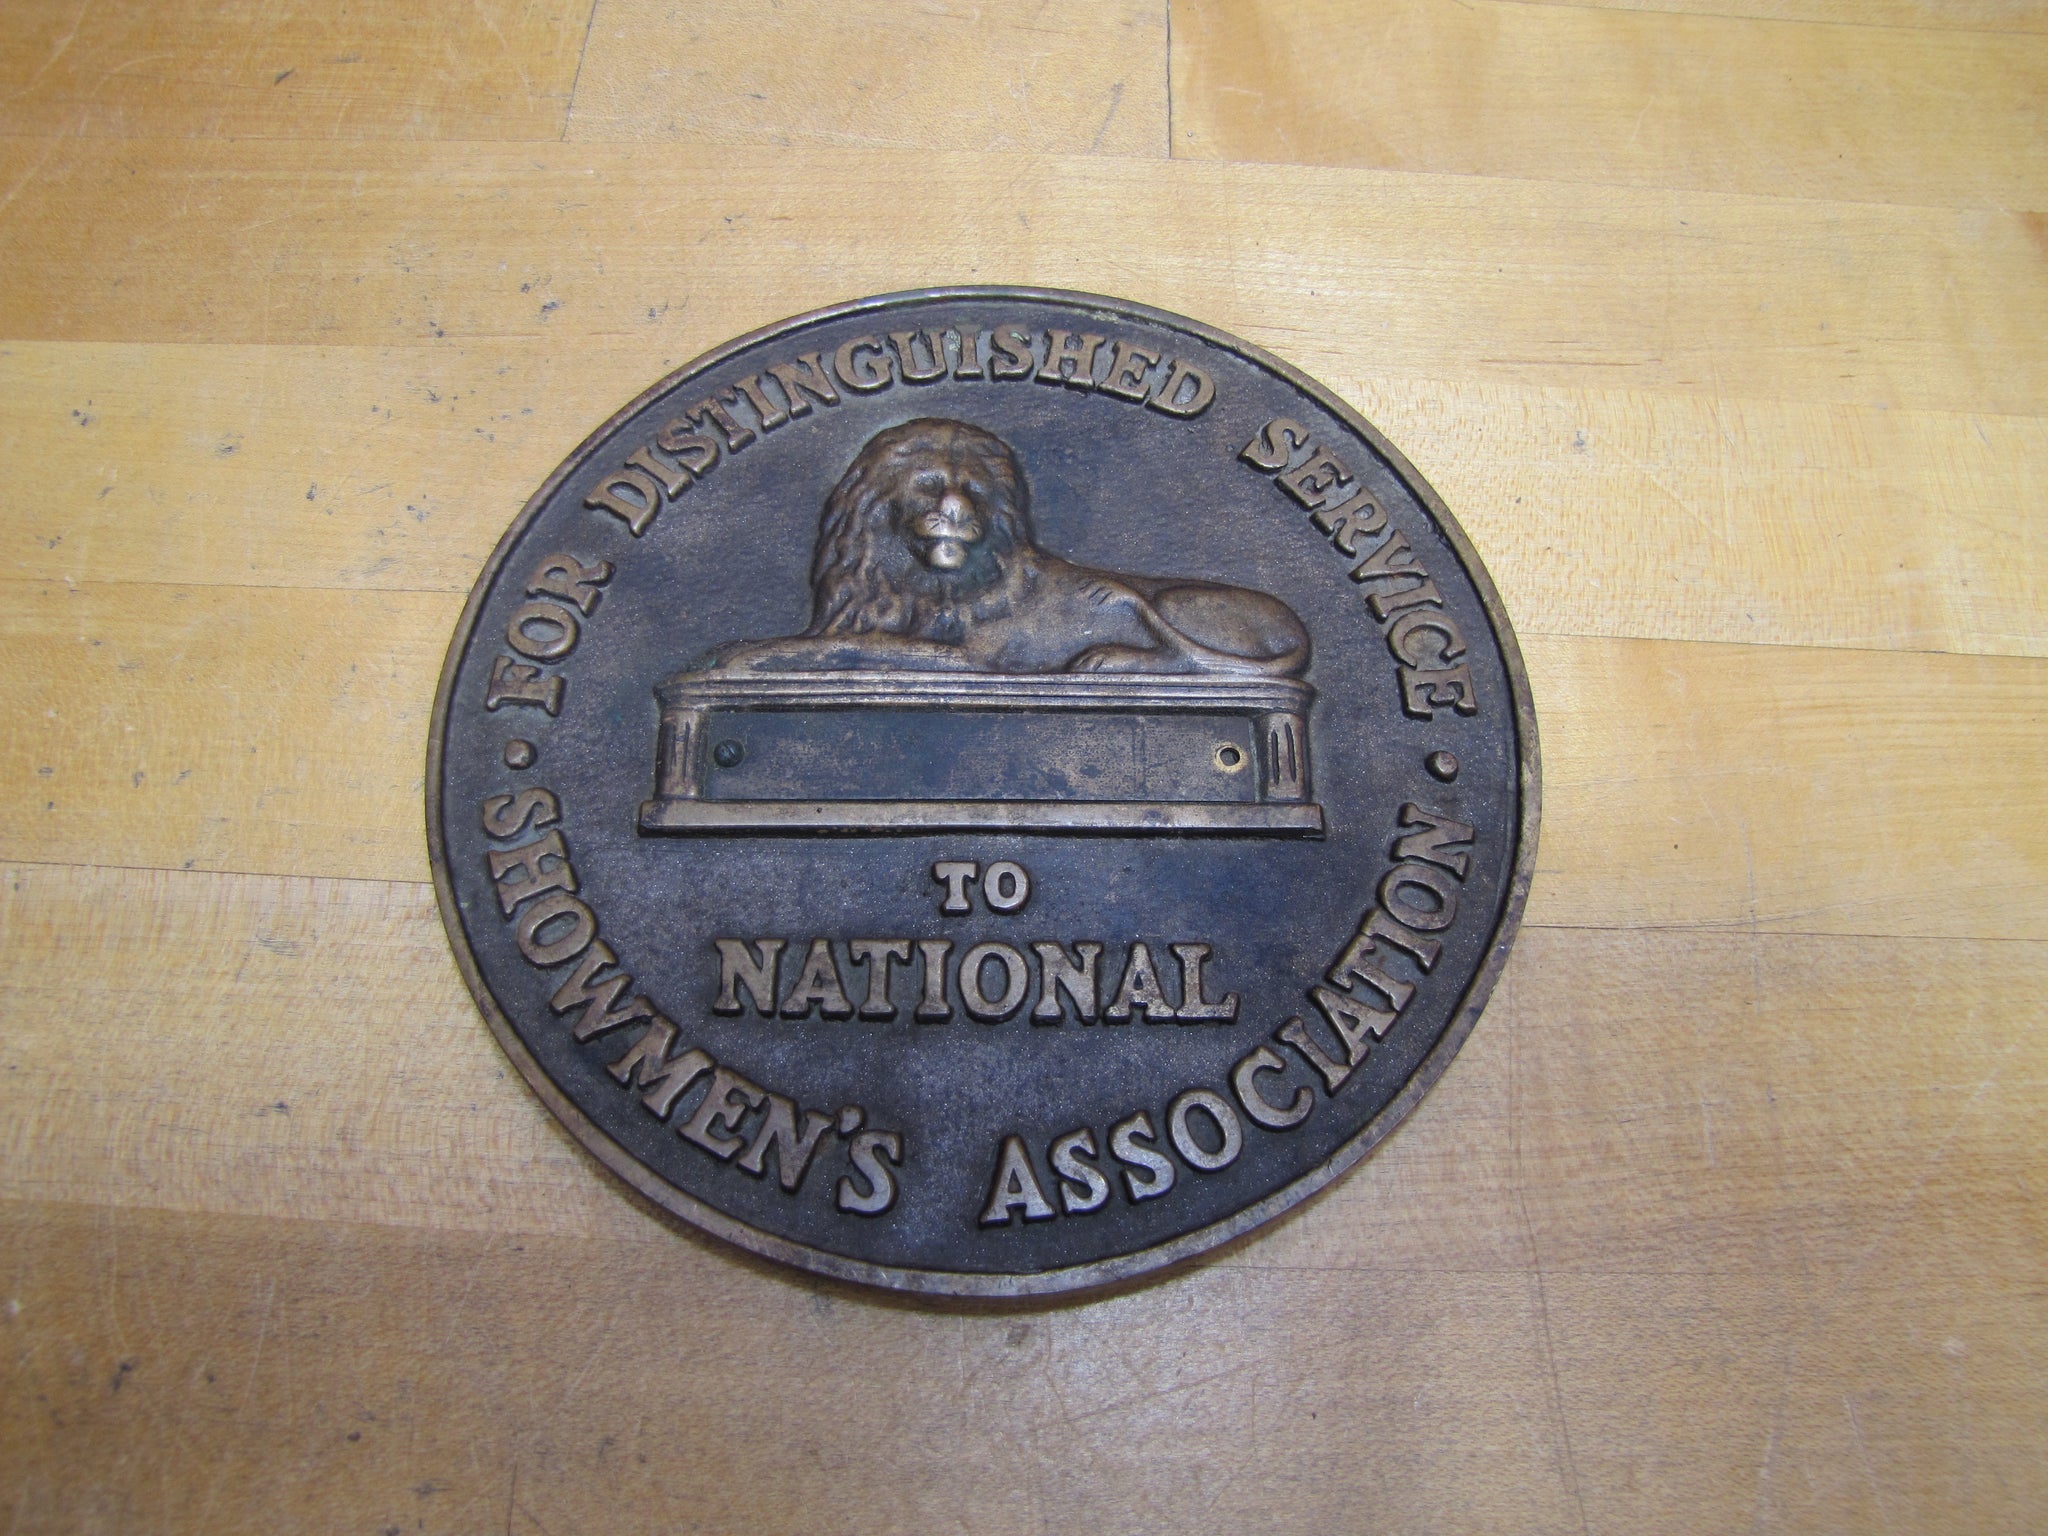 · FOR DISTINGUISHED SERVICE ·
TO
NATIONAL
SHOWMEN'S ASSOCIATION